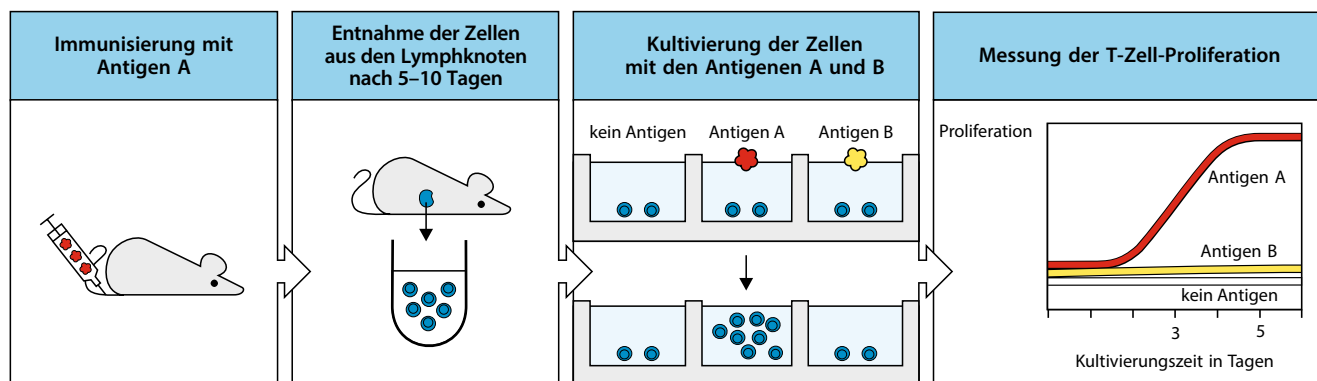 Immunisierung mit
Antigen A
Entnahme der Zellen
aus den Lymphknoten
nach 5–10 Tagen
Kultivierung der Zellen
mit den Antigenen A und B
kein Antigen
Antigen A
Antigen B
Messung der T-Zell-Proliferation
Proliferation
Antigen A
Antigen B
kein Antigen
3
5
Kultivierungszeit in Tagen